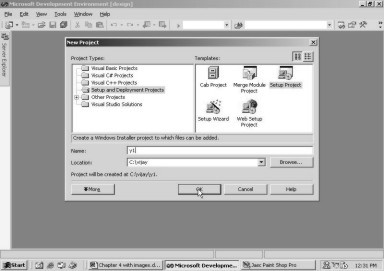 Microsoft Development Environment [design]
File Edit View Tools Window Help
Server Explorer
New Project
Project Types:
Templates:
Visual Basic Projects
Visual C# Projects
Visual C++ Projects
Setup and Deployment Projects
Other Projects
Visual Studio Solutions
Cab Project
Merge Module Project
Setup Project
Setup Wizard
Web Setup Project
Create a Windows Installer project to which files can be added.
Name:
Location:
C:\vijay
Browse...
Project will be created at C:\vijay\y1.
More
OK
Cancel
Help
Start
Chapter 4 with images.d...
Microsoft Developme...
Jasc Paint Shop Pro
12:31 PM